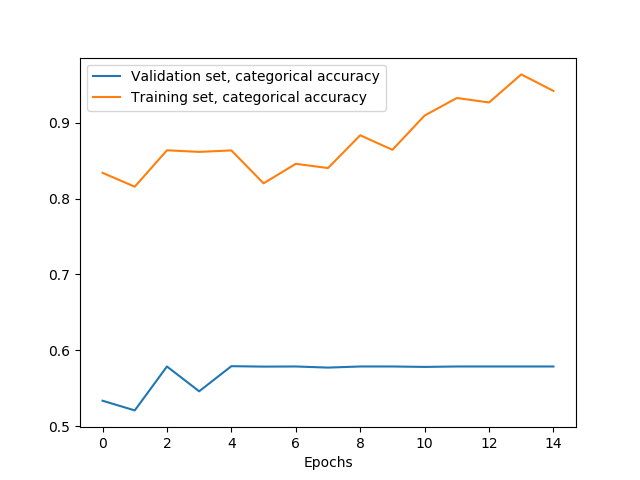 Validation set, categorical accuracy
Training set, categorical accuracy
0.9
0.8
0.7
0.6
0.5
0 2 4 6 8 10 12 14
Epochs